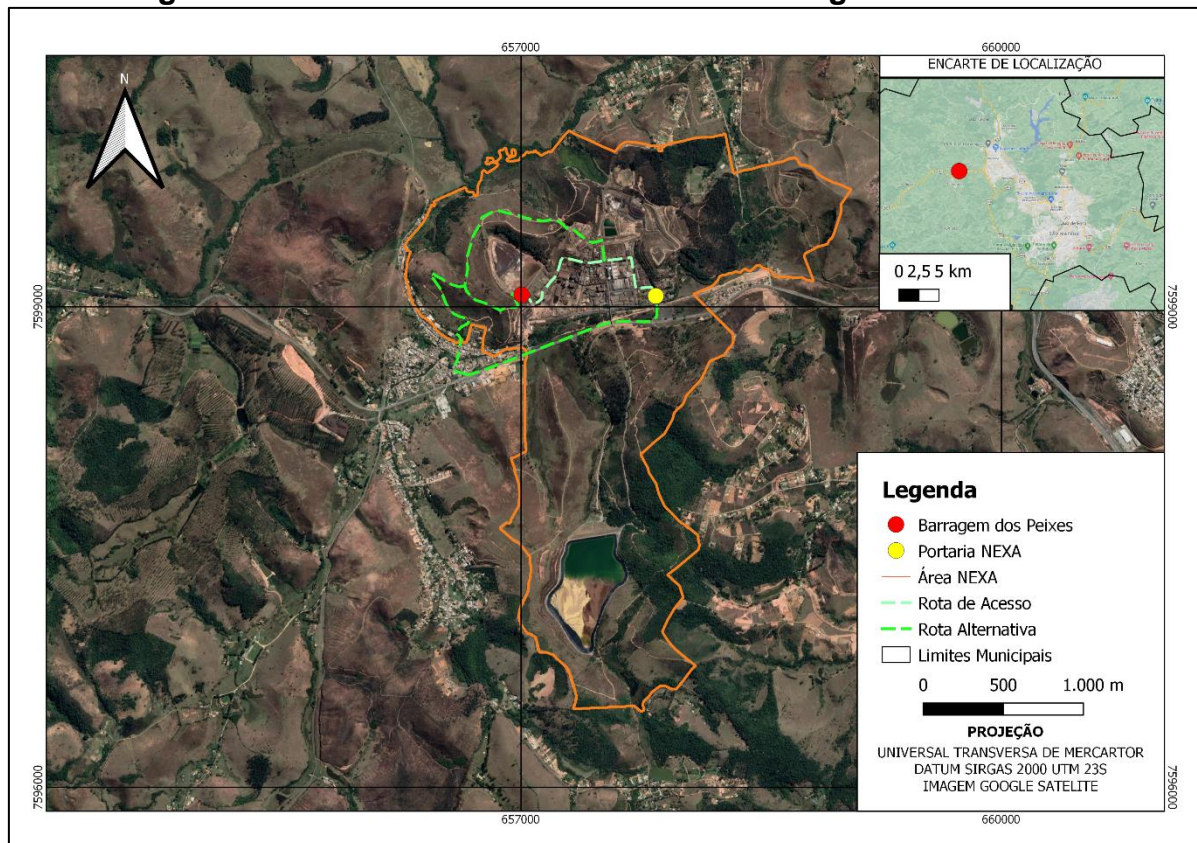 657000
660000
ENCARTE DE LOCALIZAÇÃO
N
0 2,5 5 km
7599000
7599000
Legenda
Barragem dos Peixes
Portaria NEXA
Área NEXA
Rota de Acesso
Rota Alternativa
Limites Municipais
0 500 1.000 m
PROJEÇÃO
UNIVERSAL TRANSVERSA DE MERCARTOR
DATUM SIRGAS 2000 UTM 23S
IMAGEM GOOGLE SATELITE
7596000
7596000
657000
660000